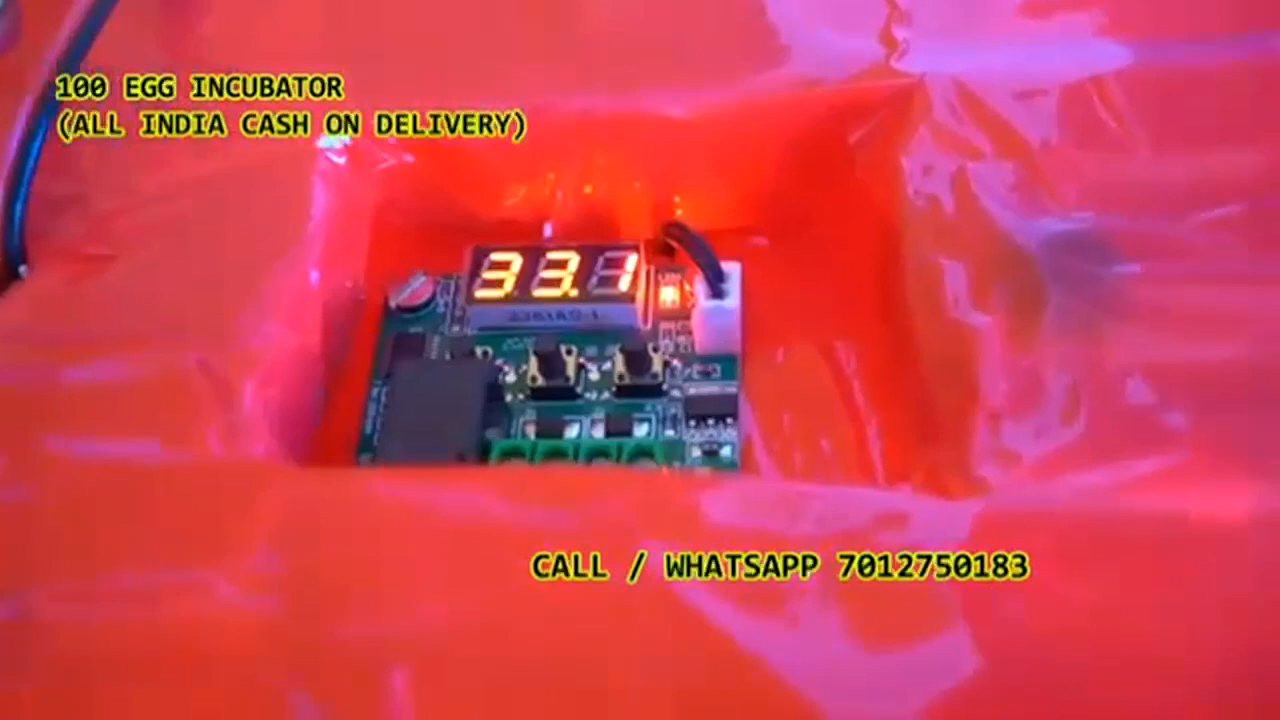 100 EGG INCUBATOR
(ALL INDIA CASH ON DELIVERY)
33.1
CALL / WHATSAPP 7012750183